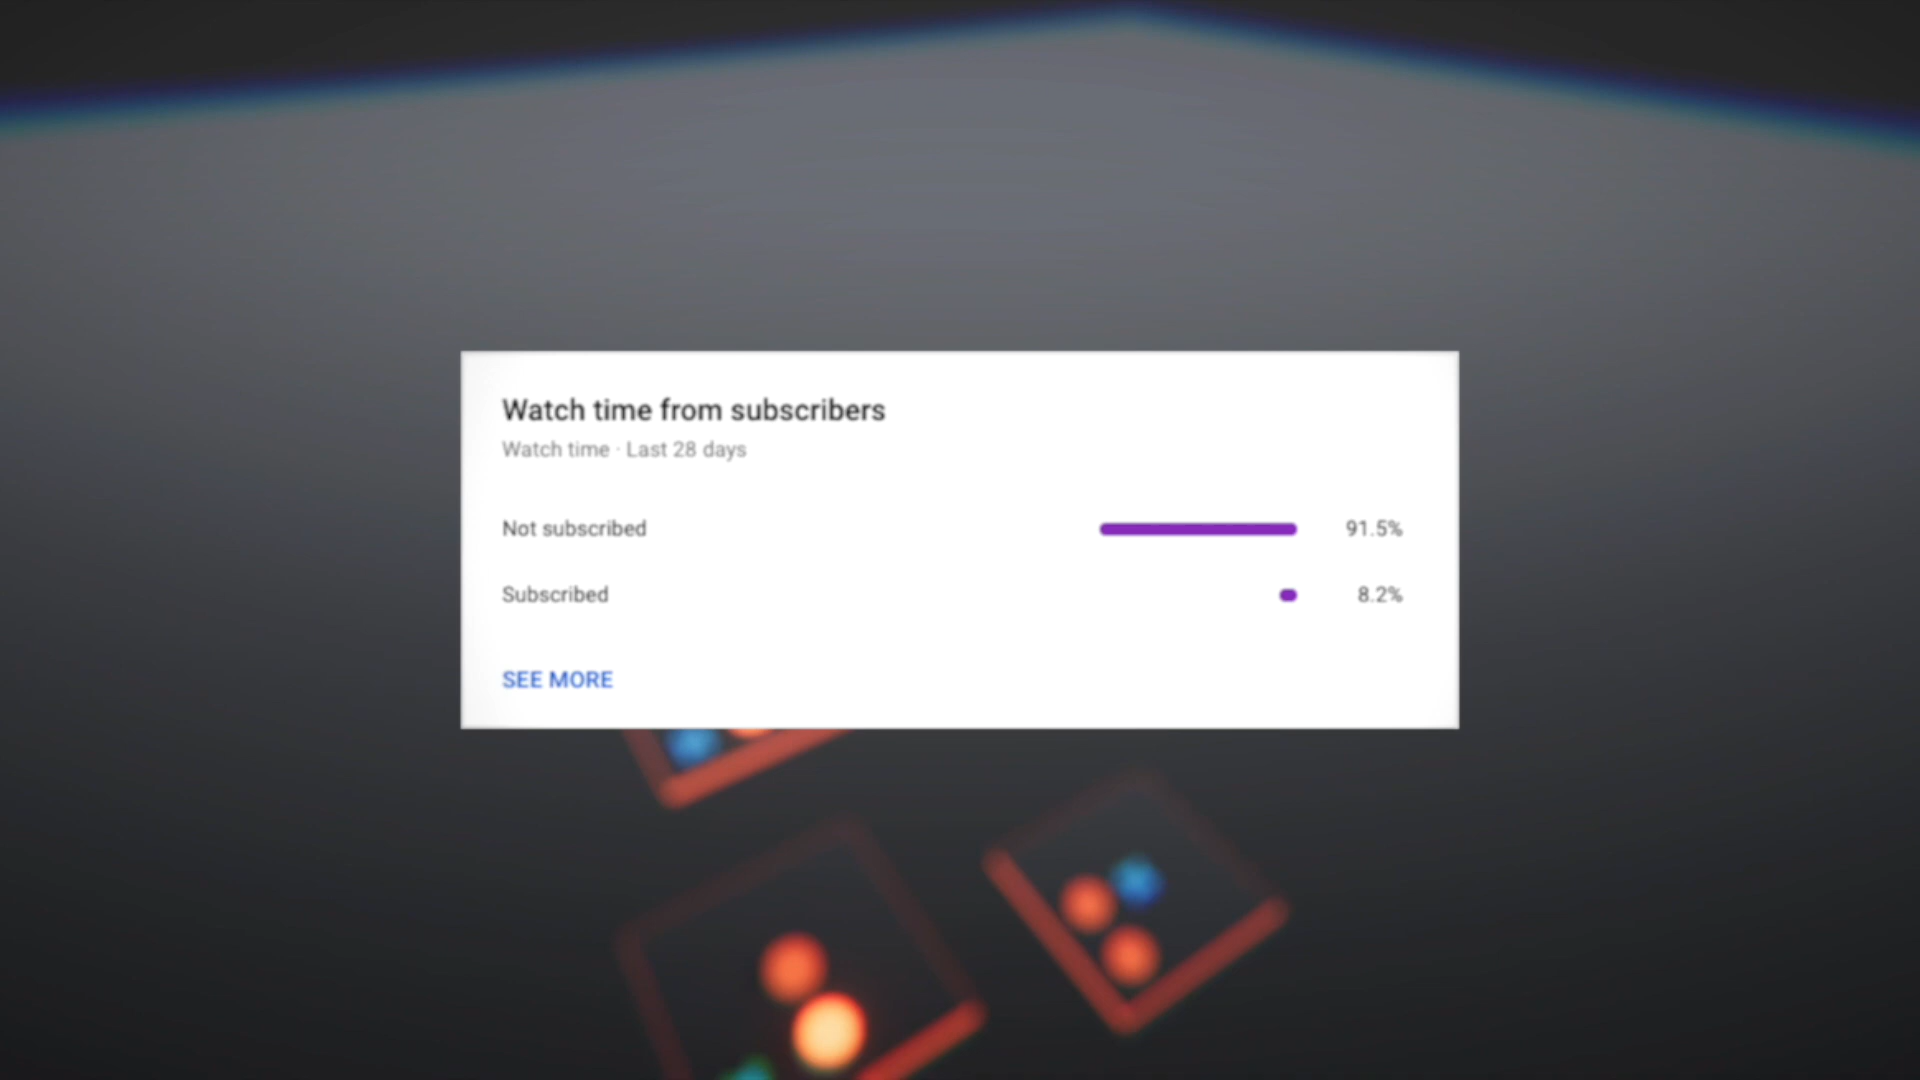 Watch time from subscribers
Watch time · Last 28 days
Not subscribed 91.5%
Subscribed 8.2%
SEE MORE